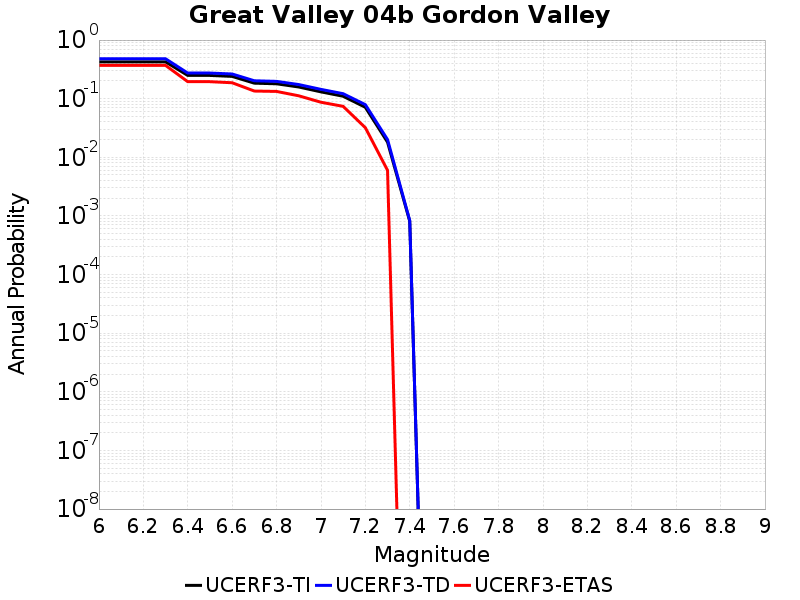 Great Valley 04b Gordon Valley
Annual Probability
10^0
10^-1
10^-2
10^-3
10^-4
10^-5
10^-6
10^-7
10^-8
6 6.2 6.4 6.6 6.8 7 7.2 7.4 7.6 7.8 8 8.2 8.4 8.6 8.8 9
Magnitude
UCERF3-TI UCERF3-TD UCERF3-ETAS